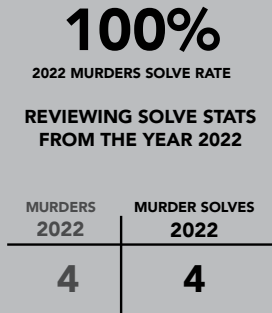 100%
2022 MURDERS SOLVE RATE
REVIEWING SOLVE STATS
FROM THE YEAR 2022
MURDERS
2022
MURDER SOLVES
2022
4
4